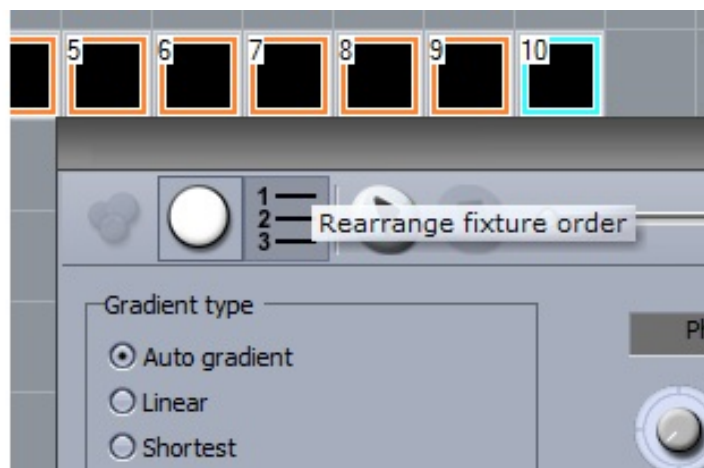 5 6 7 8 9 10
1
2
3
Rearrange fixture order
Gradient type
Auto gradient
Linear
Shortest